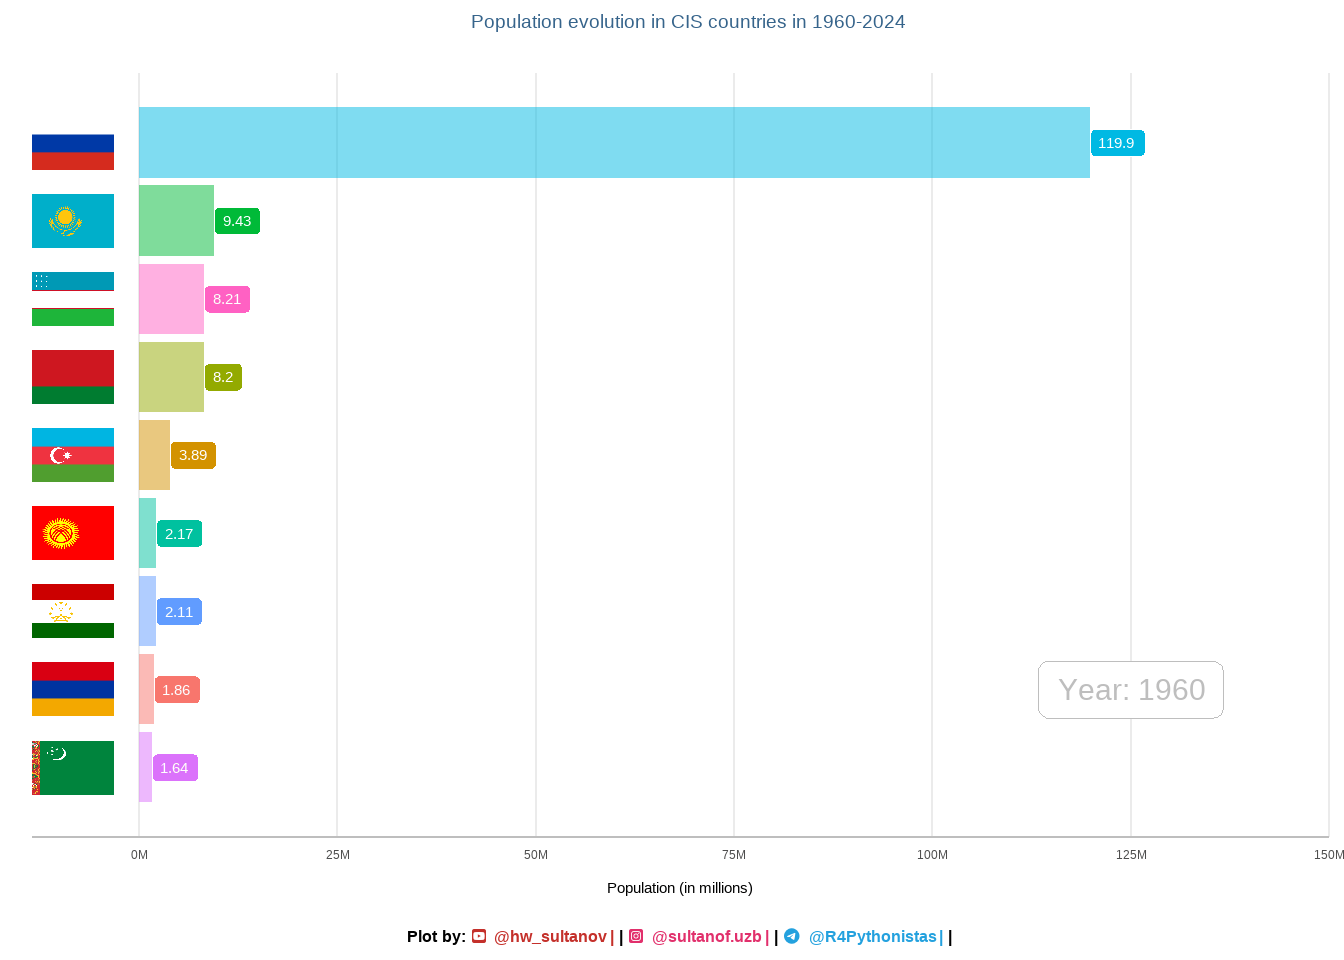 Population evolution in CIS countries in 1960-2024
119.9
9.43
8.21
8.2
3.89
2.17
2.11
1.86
Year: 1960
1.64
0M 25M 50M 75M 100M 125M 150M
Population (in millions)
Plot by: @hw_sultanov | | @sultanof.uzb | | @R4Pythonistas | |